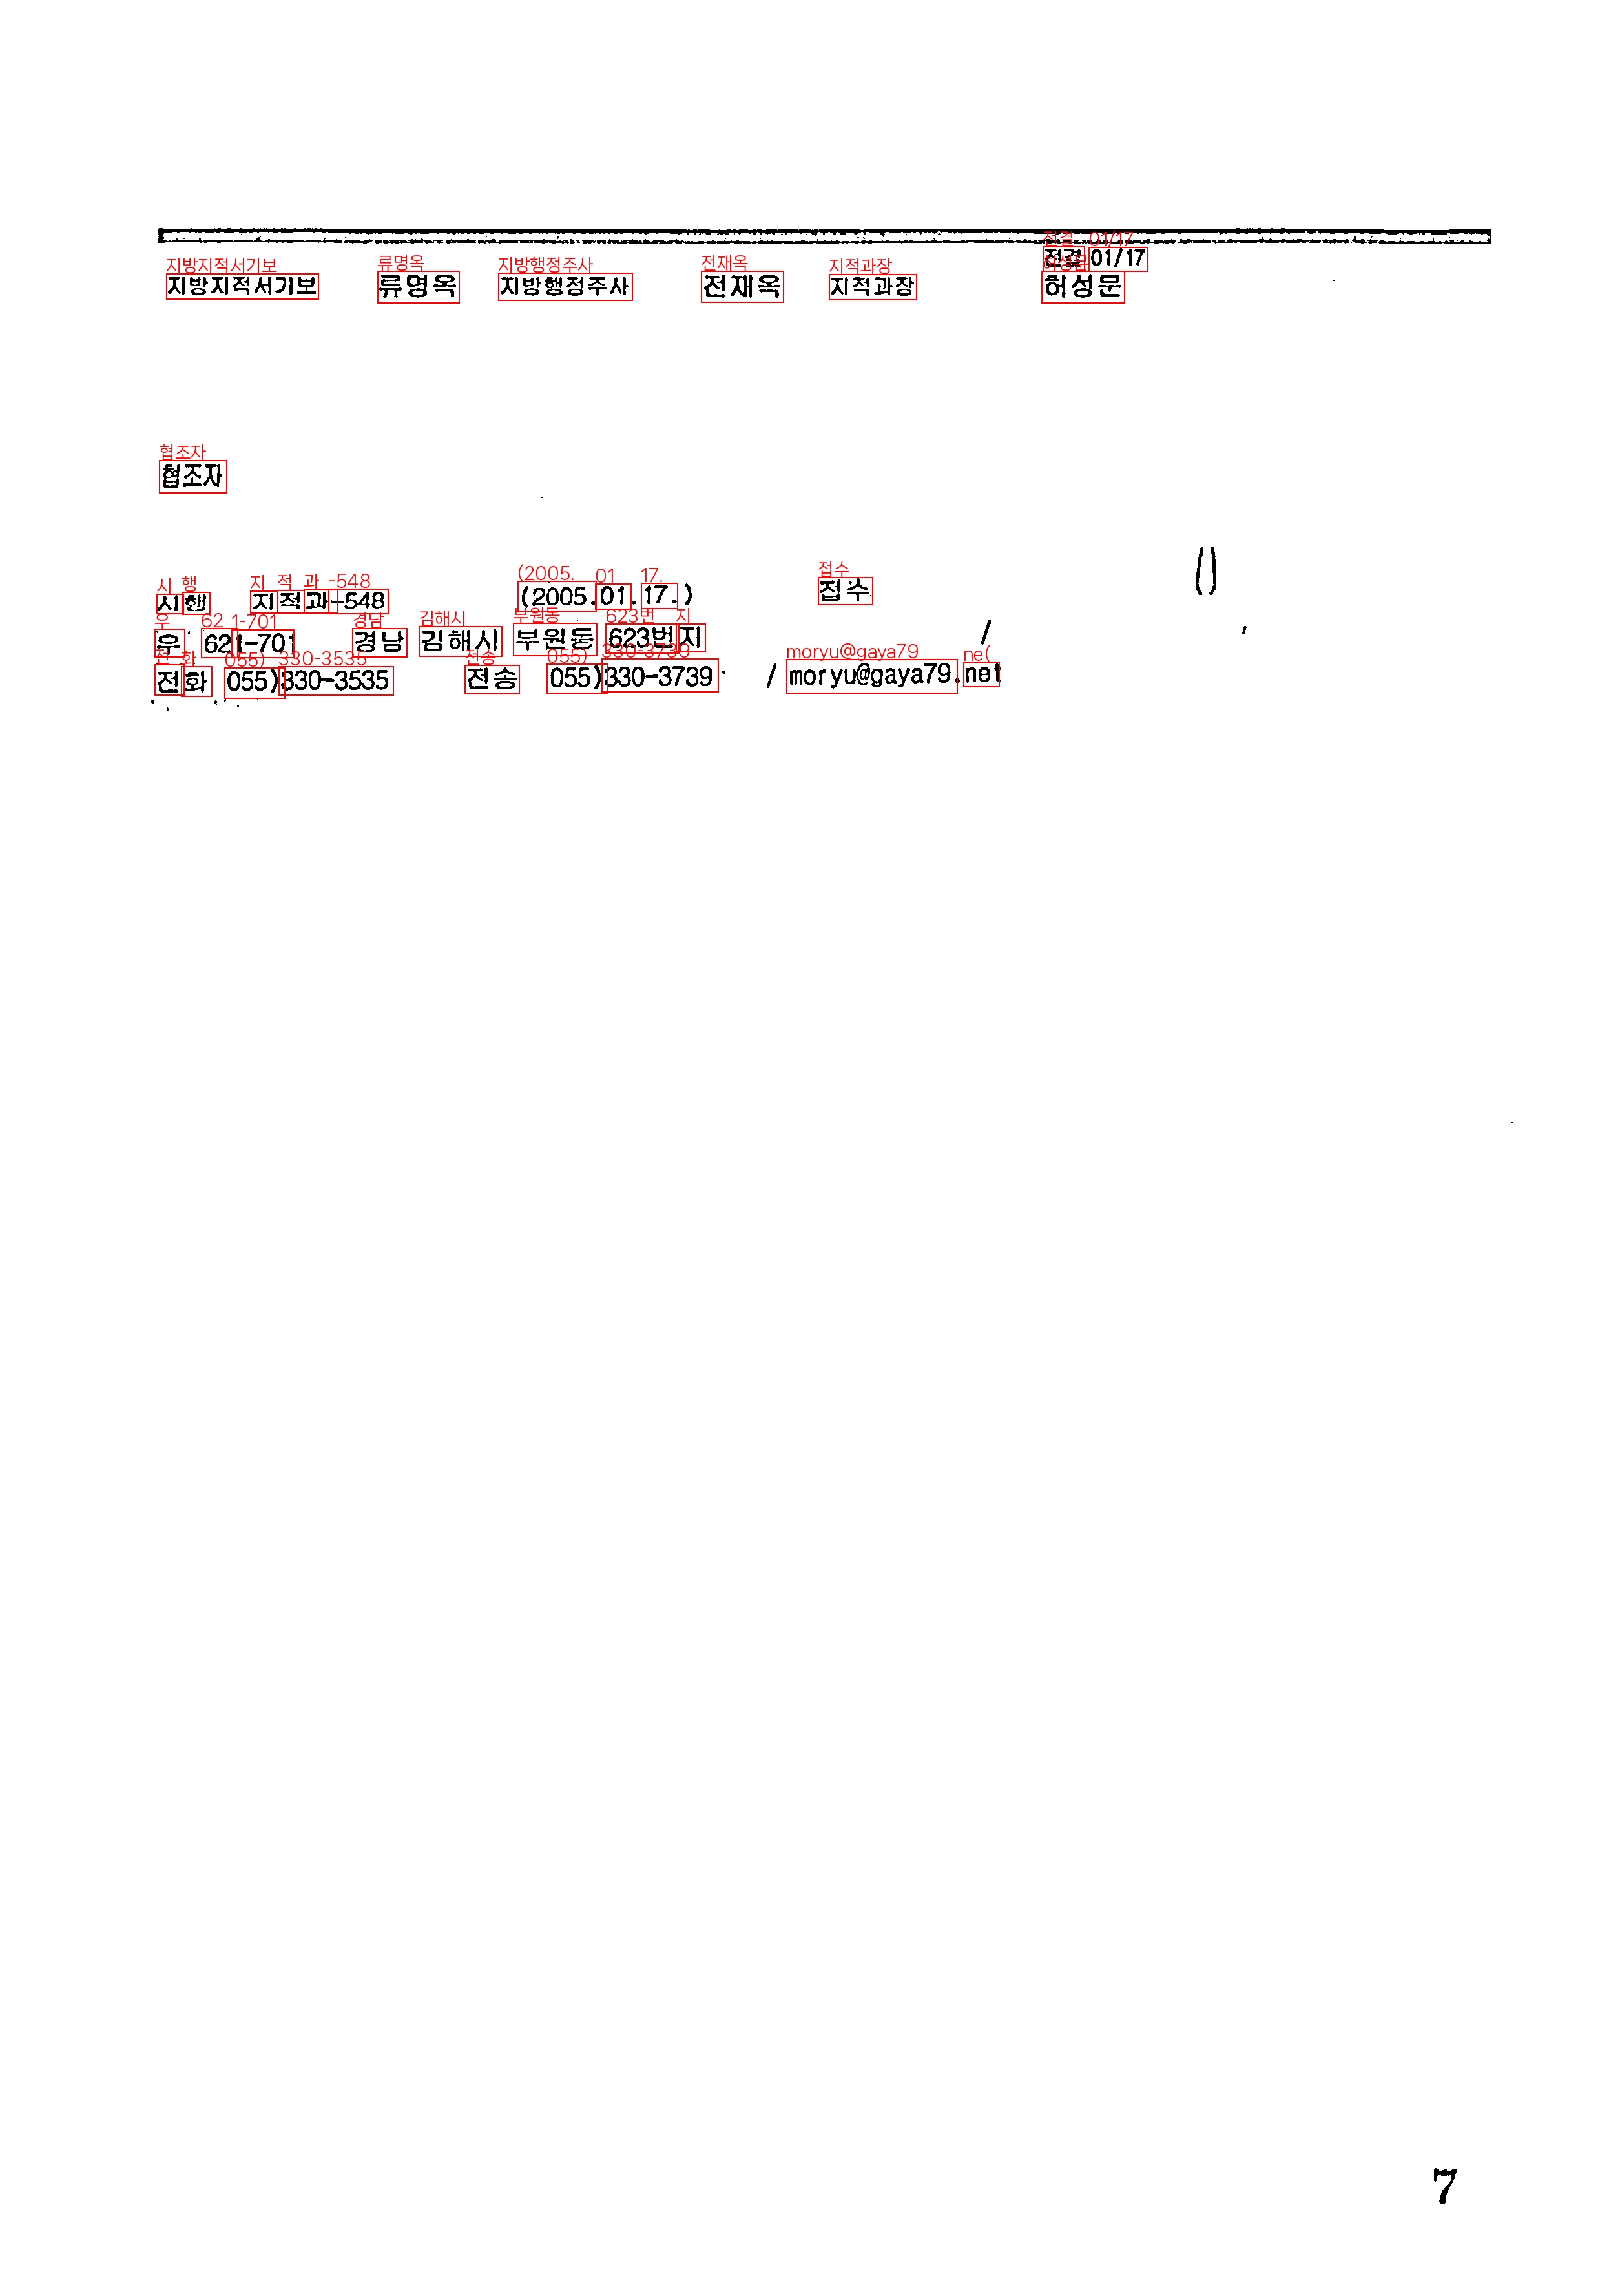 전결 01/17
지방지적서기보 류명옥 지방행정주사 전재옥 지적과장 허성문
협조자
시행 지적과-548 (2005.01.17.) 접수 ()
우 621-701 경남 김해시 부원동 623번지 /
전화 055)330-3535 전송 055)330-3739 / moryu@gaya79.net
7